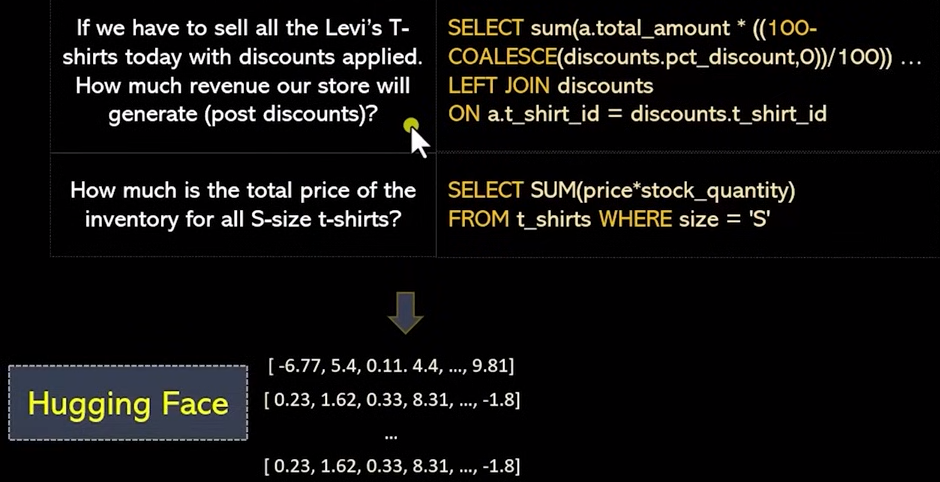 If we have to sell all the Levi’s T-
shirts today with discounts applied.
How much revenue our store will
generate (post discounts)?
SELECT sum(a.total_amount * ((100-
COALESCE(discounts.pct_discount,0))/100)) ...
LEFT JOIN discounts
ON a.t_shirt_id = discounts.t_shirt_id
How much is the total price of the
inventory for all S-size t-shirts?
SELECT SUM(price*stock_quantity)
FROM t_shirts WHERE size = 'S'
[ -6.77, 5.4, 0.11. 4.4, ..., 9.81]
Hugging Face
[ 0.23, 1.62, 0.33, 8.31, ..., -1.8]
...
[ 0.23, 1.62, 0.33, 8.31, ..., -1.8]